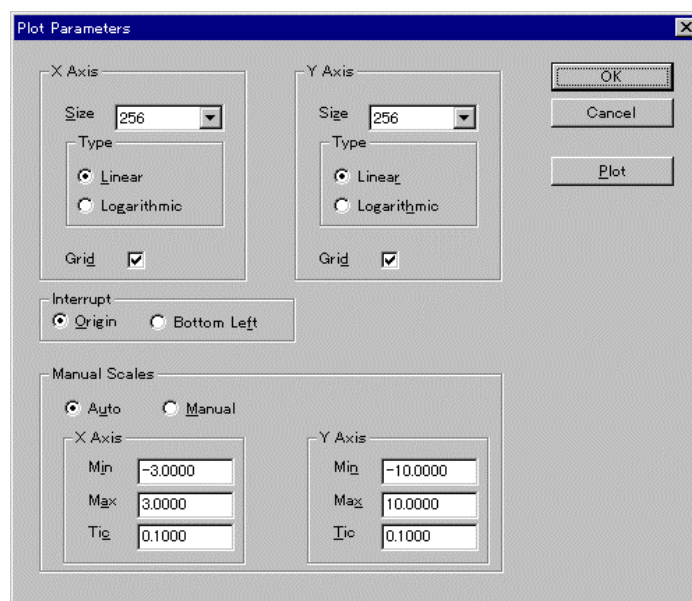 Plot Parameters
X Axis
Size 256
Type
Linear
Logarithmic
Grid
Y Axis
Size 256
Type
Linear
Logarithmic
Grid
OK
Cancel
Plot
Interrupt
Origin Bottom Left
Manual Scales
Auto Manual
X Axis
Min -3.0000
Max 3.0000
Tic 0.1000
Y Axis
Min -10.0000
Max 10.0000
Tic 0.1000